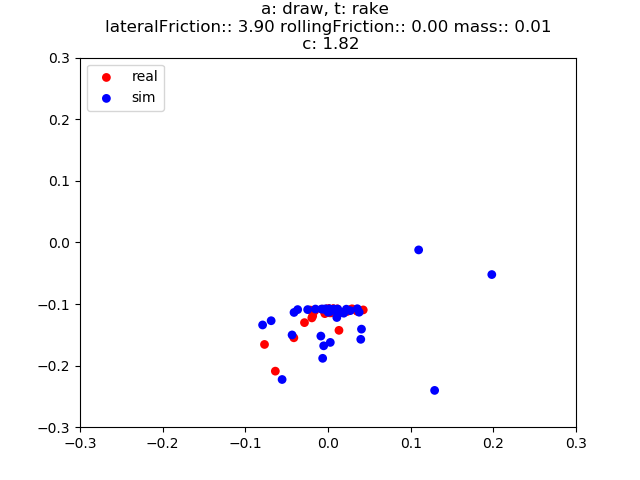 a: draw, t: rake
lateralFriction:: 3.90 rollingFriction:: 0.00 mass:: 0.01
c: 1.82
real
sim
0.3
0.2
0.1
0.0
−0.1
−0.2
−0.3
−0.3 −0.2 −0.1 0.0 0.1 0.2 0.3